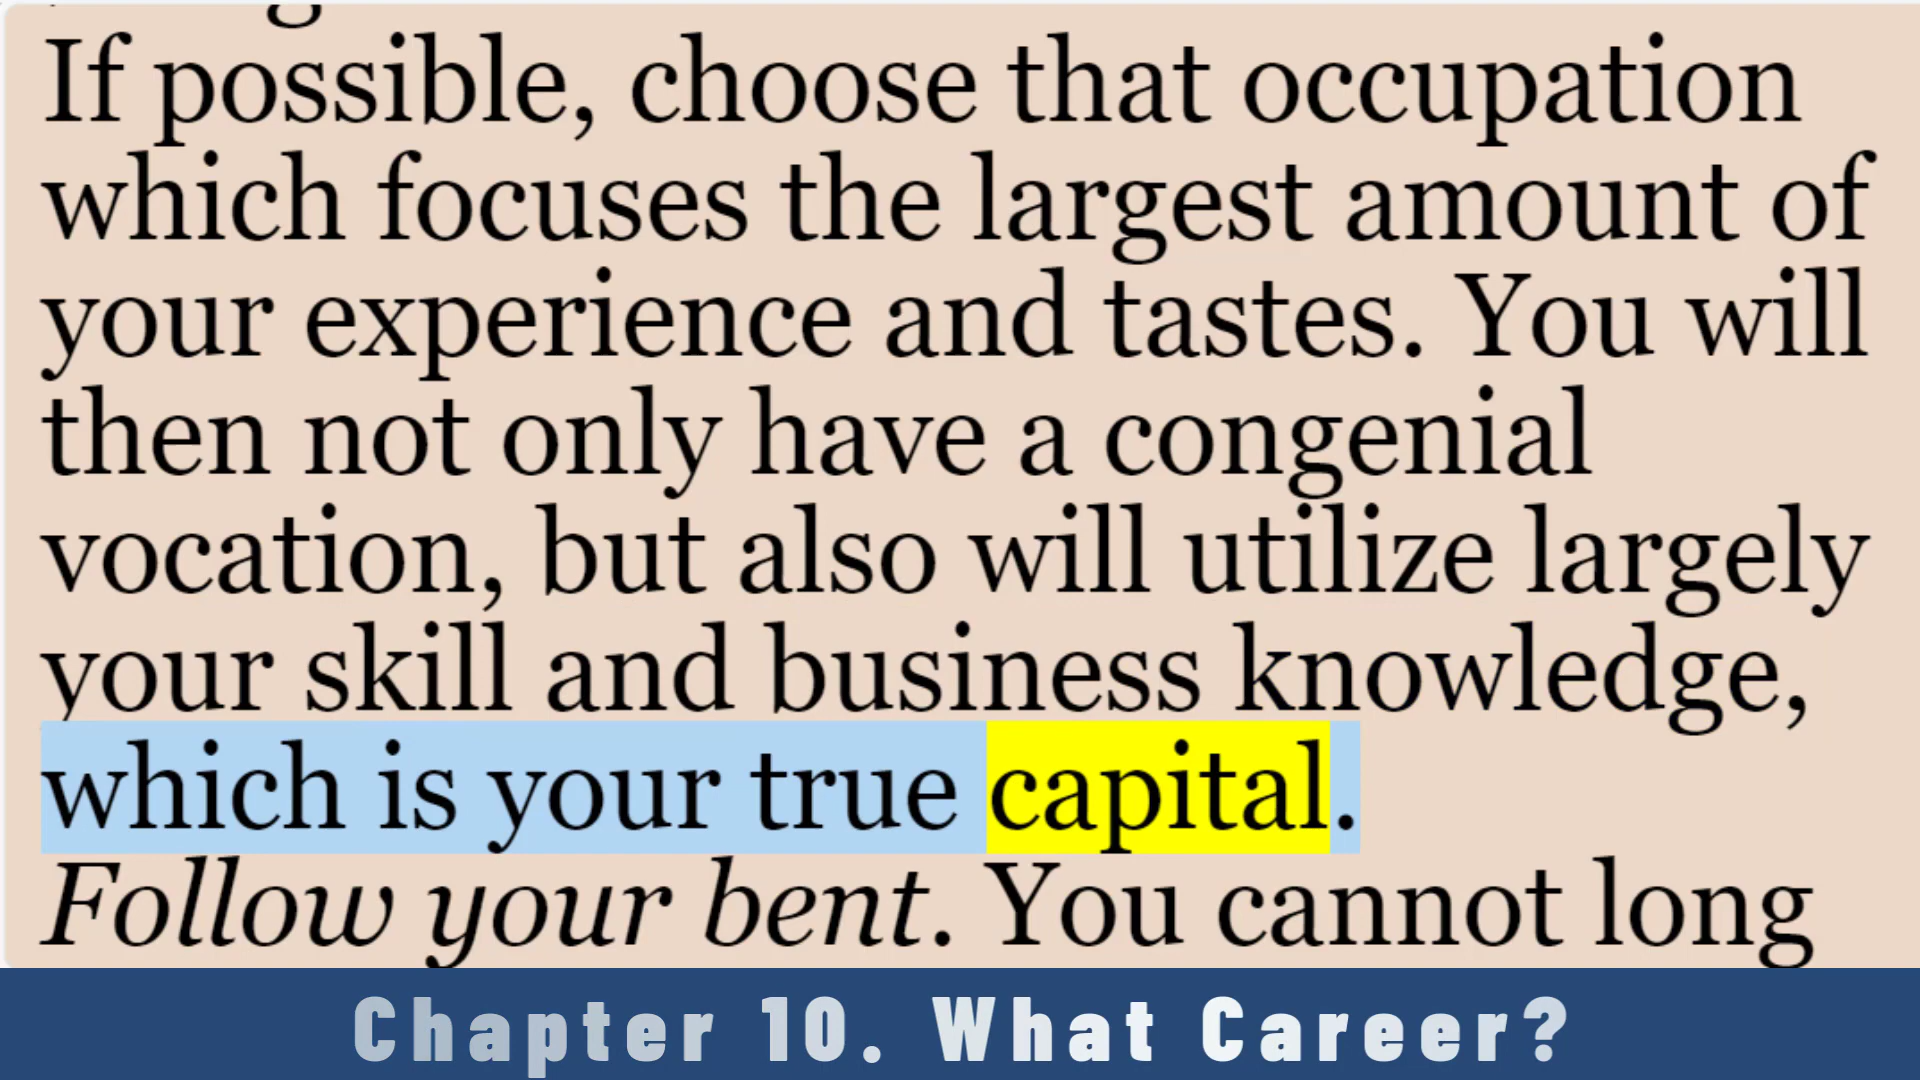 If possible, choose that occupation
which focuses the largest amount of
your experience and tastes. You will
then not only have a congenial
vocation, but also will utilize largely
your skill and business knowledge,
which is your true capital.
Follow your bent. You cannot long
Chapter 10. What Career?